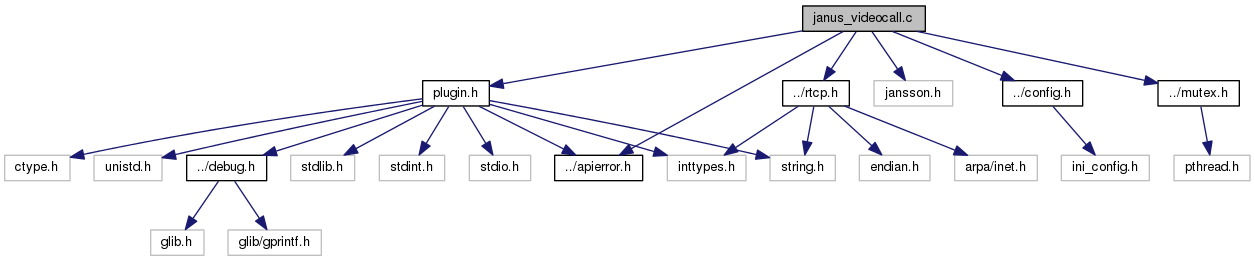 janus_videocall.c
plugin.h
../rtcp.h
jansson.h
../config.h
../mutex.h
ctype.h
unistd.h
../debug.h
stdlib.h
stdint.h
stdio.h
../apierror.h
inttypes.h
string.h
endian.h
arpa/inet.h
ini_config.h
pthread.h
glib.h
glib/gprintf.h